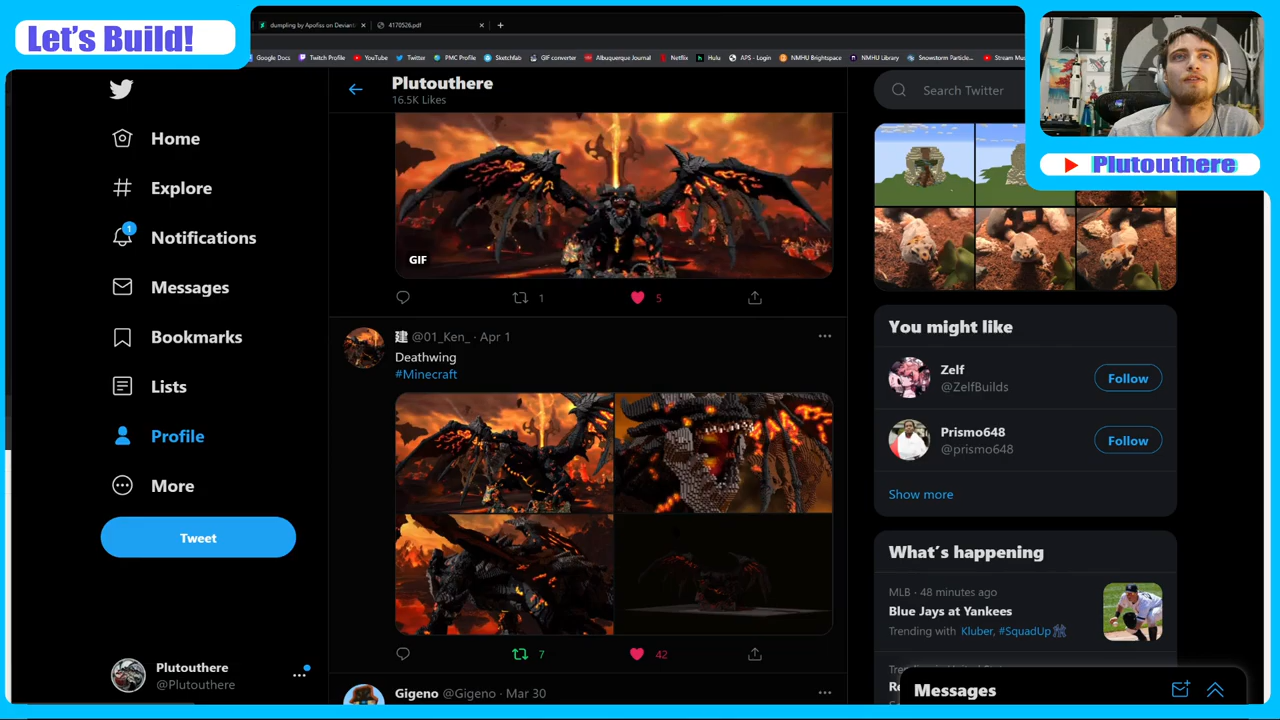 Let's Build!
dumpling by Apofiss on Deviant
4170526.pdf
Google Docs
Twitch Profile
YouTube
Twitter
PMC Profile
Sketchfab
GIF converter
Albuquerque Journal
Netflix
Hulu
APS - Login
NMHU Brightspace
NMHU Library
Snowstorm Particle...
Stream Mu
Plutouthere
Plutouthere
16.5K Likes
Search Twitter
Home
Explore
1
Notifications
Messages
Bookmarks
Lists
Profile
More
Tweet
Plutouthere
@Plutouthere
GIF
1
5
建 @01_Ken_ · Apr 1
Deathwing
#Minecraft
7
42
Gigeno @Gigeno · Mar 30
You might like
Zelf
@ZelfBuilds
Follow
Prismo648
@prismo648
Follow
Show more
What's happening
MLB · 48 minutes ago
Blue Jays at Yankees
Trending with Kluber, #SquadUp
Messages